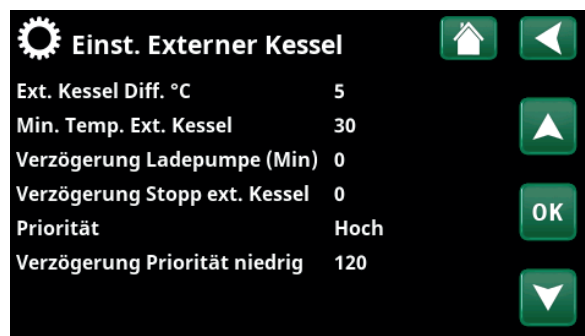 Einst. Externer Kessel
Ext. Kessel Diff. °C 5
Min. Temp. Ext. Kessel 30
Verzögerung Ladepumpe (Min) 0
Verzögerung Stopp ext. Kessel 0
Priorität Hoch
Verzögerung Priorität niedrig 120
OK